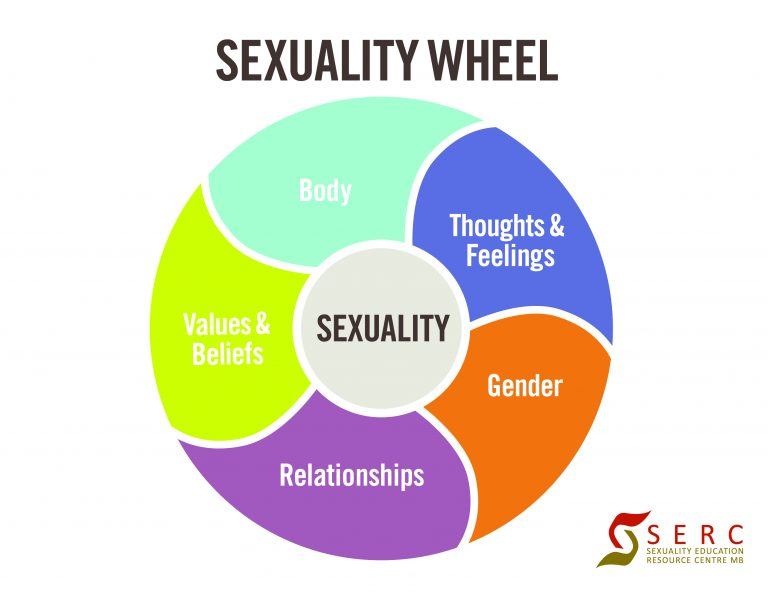 SEXUALITY WHEEL
Body
Thoughts &
Feelings
Values &
Beliefs
SEXUALITY
Gender
Relationships
SERC
SEXUALITY EDUCATION
RESOURCE CENTRE MB